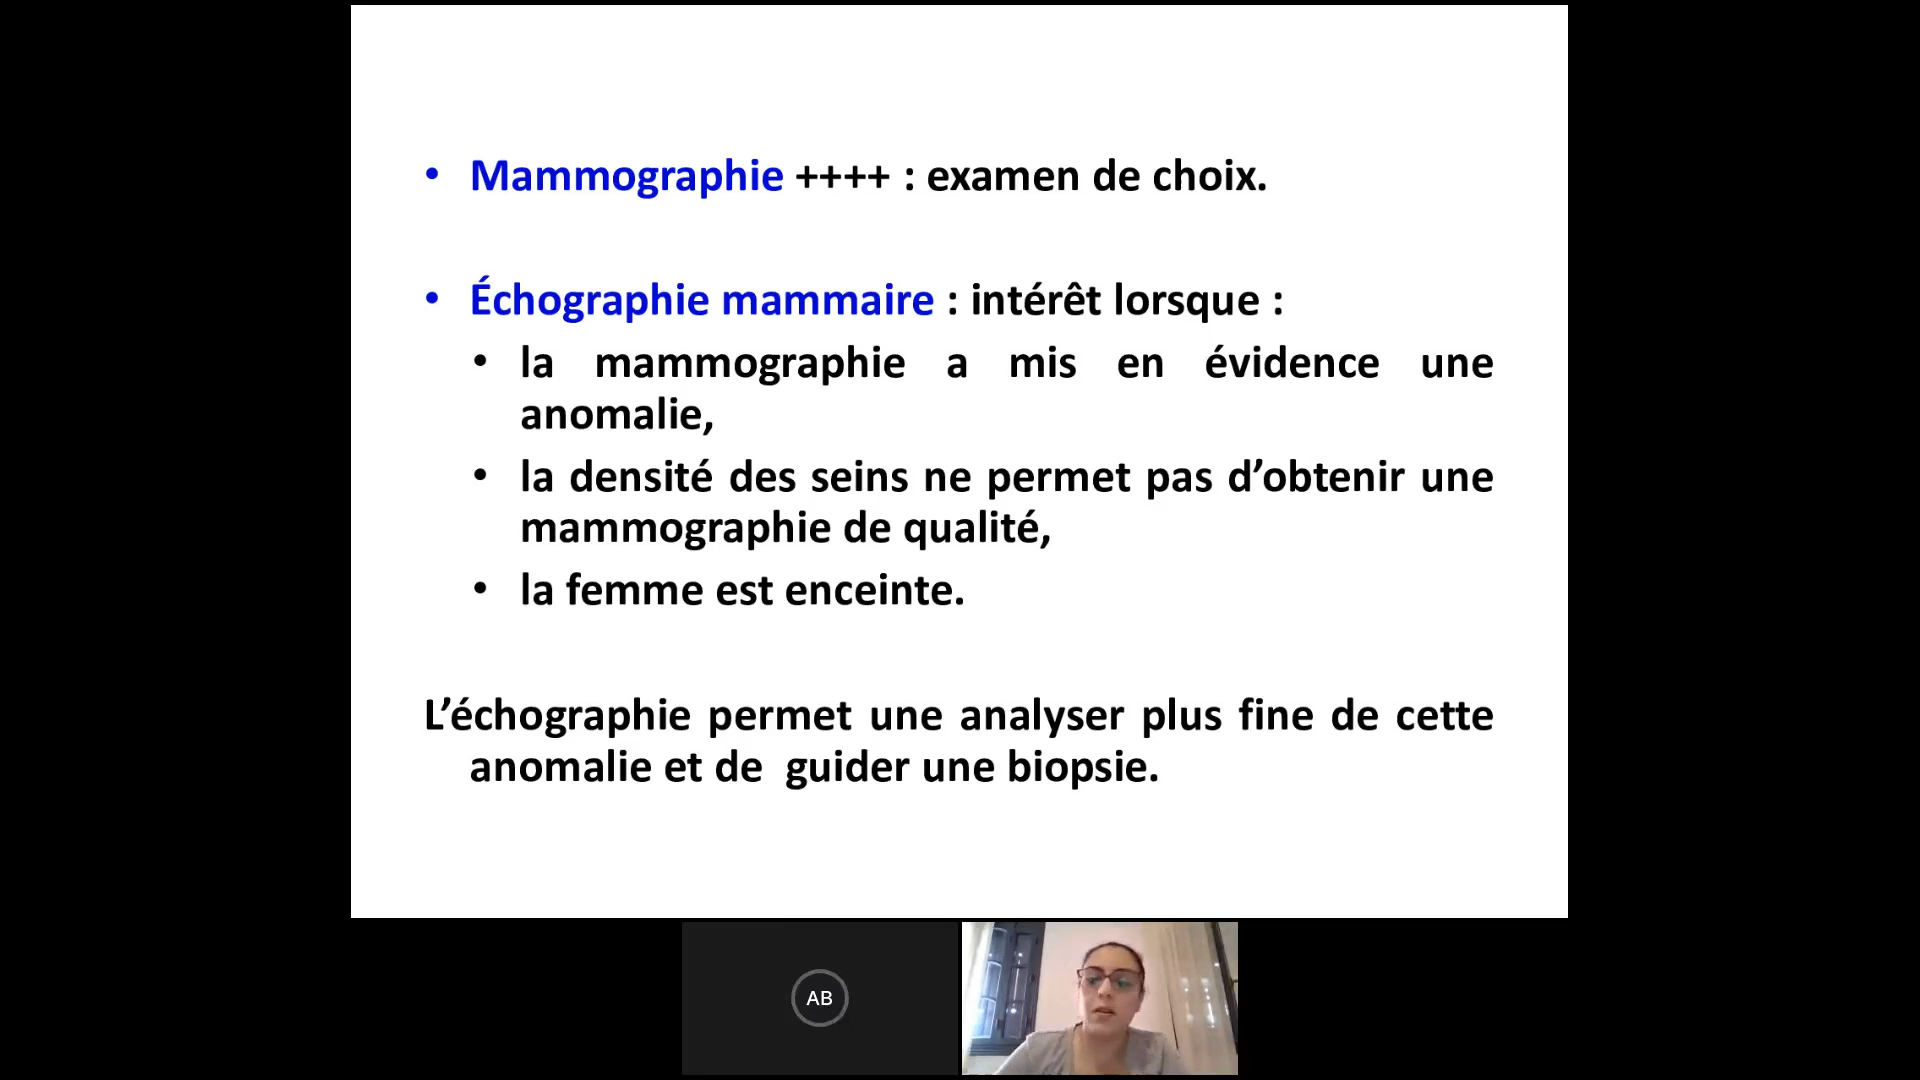 • Mammographie ++++ : examen de choix.
• Échographie mammaire : intérêt lorsque :
• la mammographie a mis en évidence une
anomalie,
• la densité des seins ne permet pas d’obtenir une
mammographie de qualité,
• la femme est enceinte.
L’échographie permet une analyser plus fine de cette
anomalie et de guider une biopsie.
AB